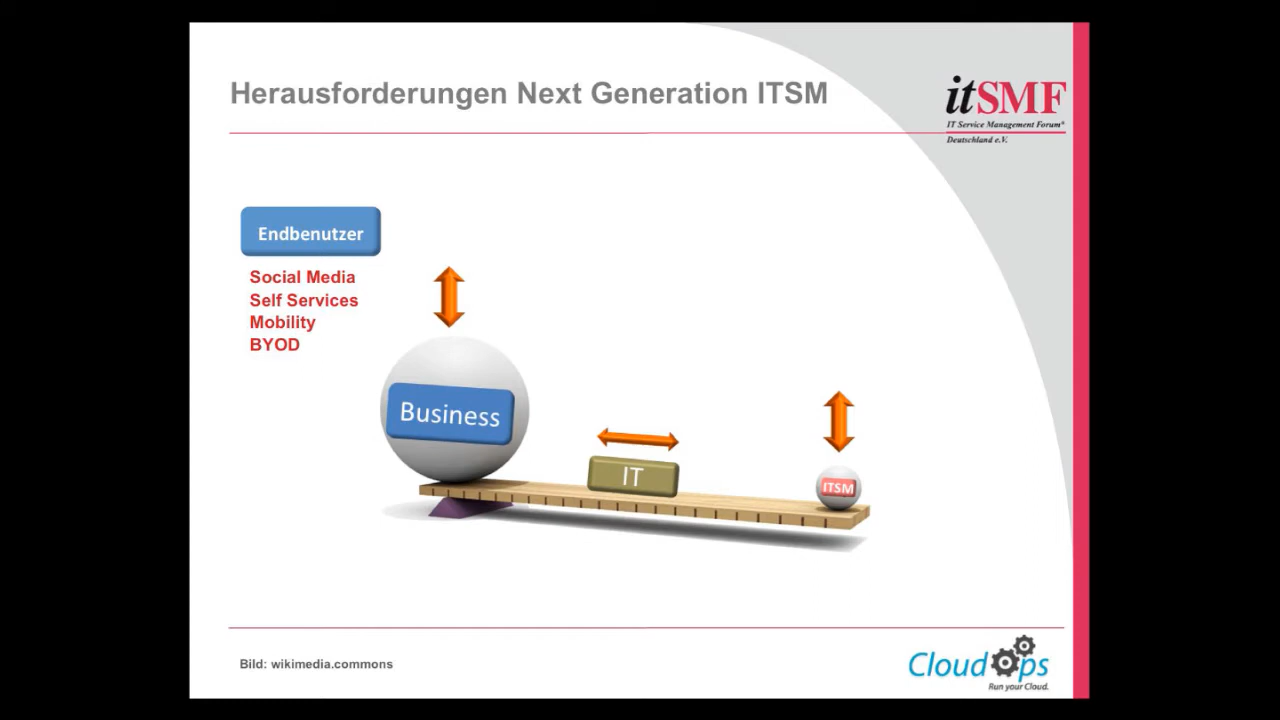 Herausforderungen Next Generation ITSM
itSMF
IT Service Management Forum®
Deutschland e.V.
Endbenutzer
Social Media
Self Services
Mobility
BYOD
Business
IT
ITSM
Bild: wikimedia.commons
CloudOps
Run your Cloud.